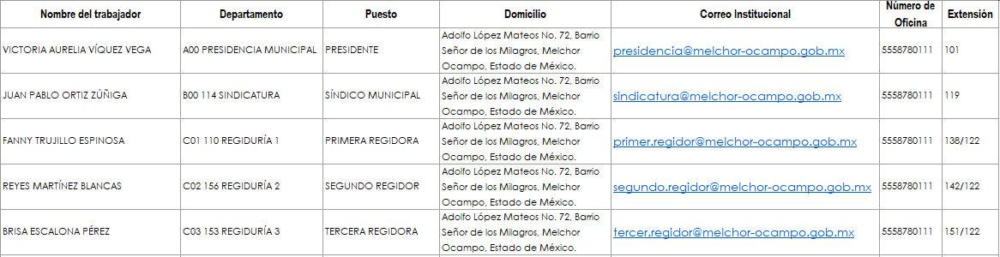 Nombre del trabajador Departamento Puesto Domicilio Correo Institucional Número de Oficina Extensión
VICTORIA AURELIA VÍQUEZ VEGA A00 PRESIDENCIA MUNICIPAL PRESIDENTE Adolfo López Mateos No. 72, Barrio
Señor de los Milagros, Melchor
Ocampo, Estado de México. presidencia@melchor-ocampo.gob.mx 5558780111 101
JUAN PABLO ORTIZ ZÚÑIGA B00 114 SINDICATURA SÍNDICO MUNICIPAL Adolfo López Mateos No. 72, Barrio
Señor de los Milagros, Melchor
Ocampo, Estado de México. sindicatura@melchor-ocampo.gob.mx 5558780111 119
FANNY TRUJILLO ESPINOSA C01 110 REGIDURÍA 1 PRIMERA REGIDORA Adolfo López Mateos No. 72, Barrio
Señor de los Milagros, Melchor
Ocampo, Estado de México. primer.regidor@melchor-ocampo.gob.mx 5558780111 138/122
REYES MARTÍNEZ BLANCAS C02 156 REGIDURÍA 2 SEGUNDO REGIDOR Adolfo López Mateos No. 72, Barrio
Señor de los Milagros, Melchor
Ocampo, Estado de México. segundo.regidor@melchor-ocampo.gob.mx 5558780111 142/122
BRISA ESCALONA PÉREZ C03 153 REGIDURÍA 3 TERCERA REGIDORA Adolfo López Mateos No. 72, Barrio
Señor de los Milagros, Melchor
Ocampo, Estado de México. tercer.regidor@melchor-ocampo.gob.mx 5558780111 151/122